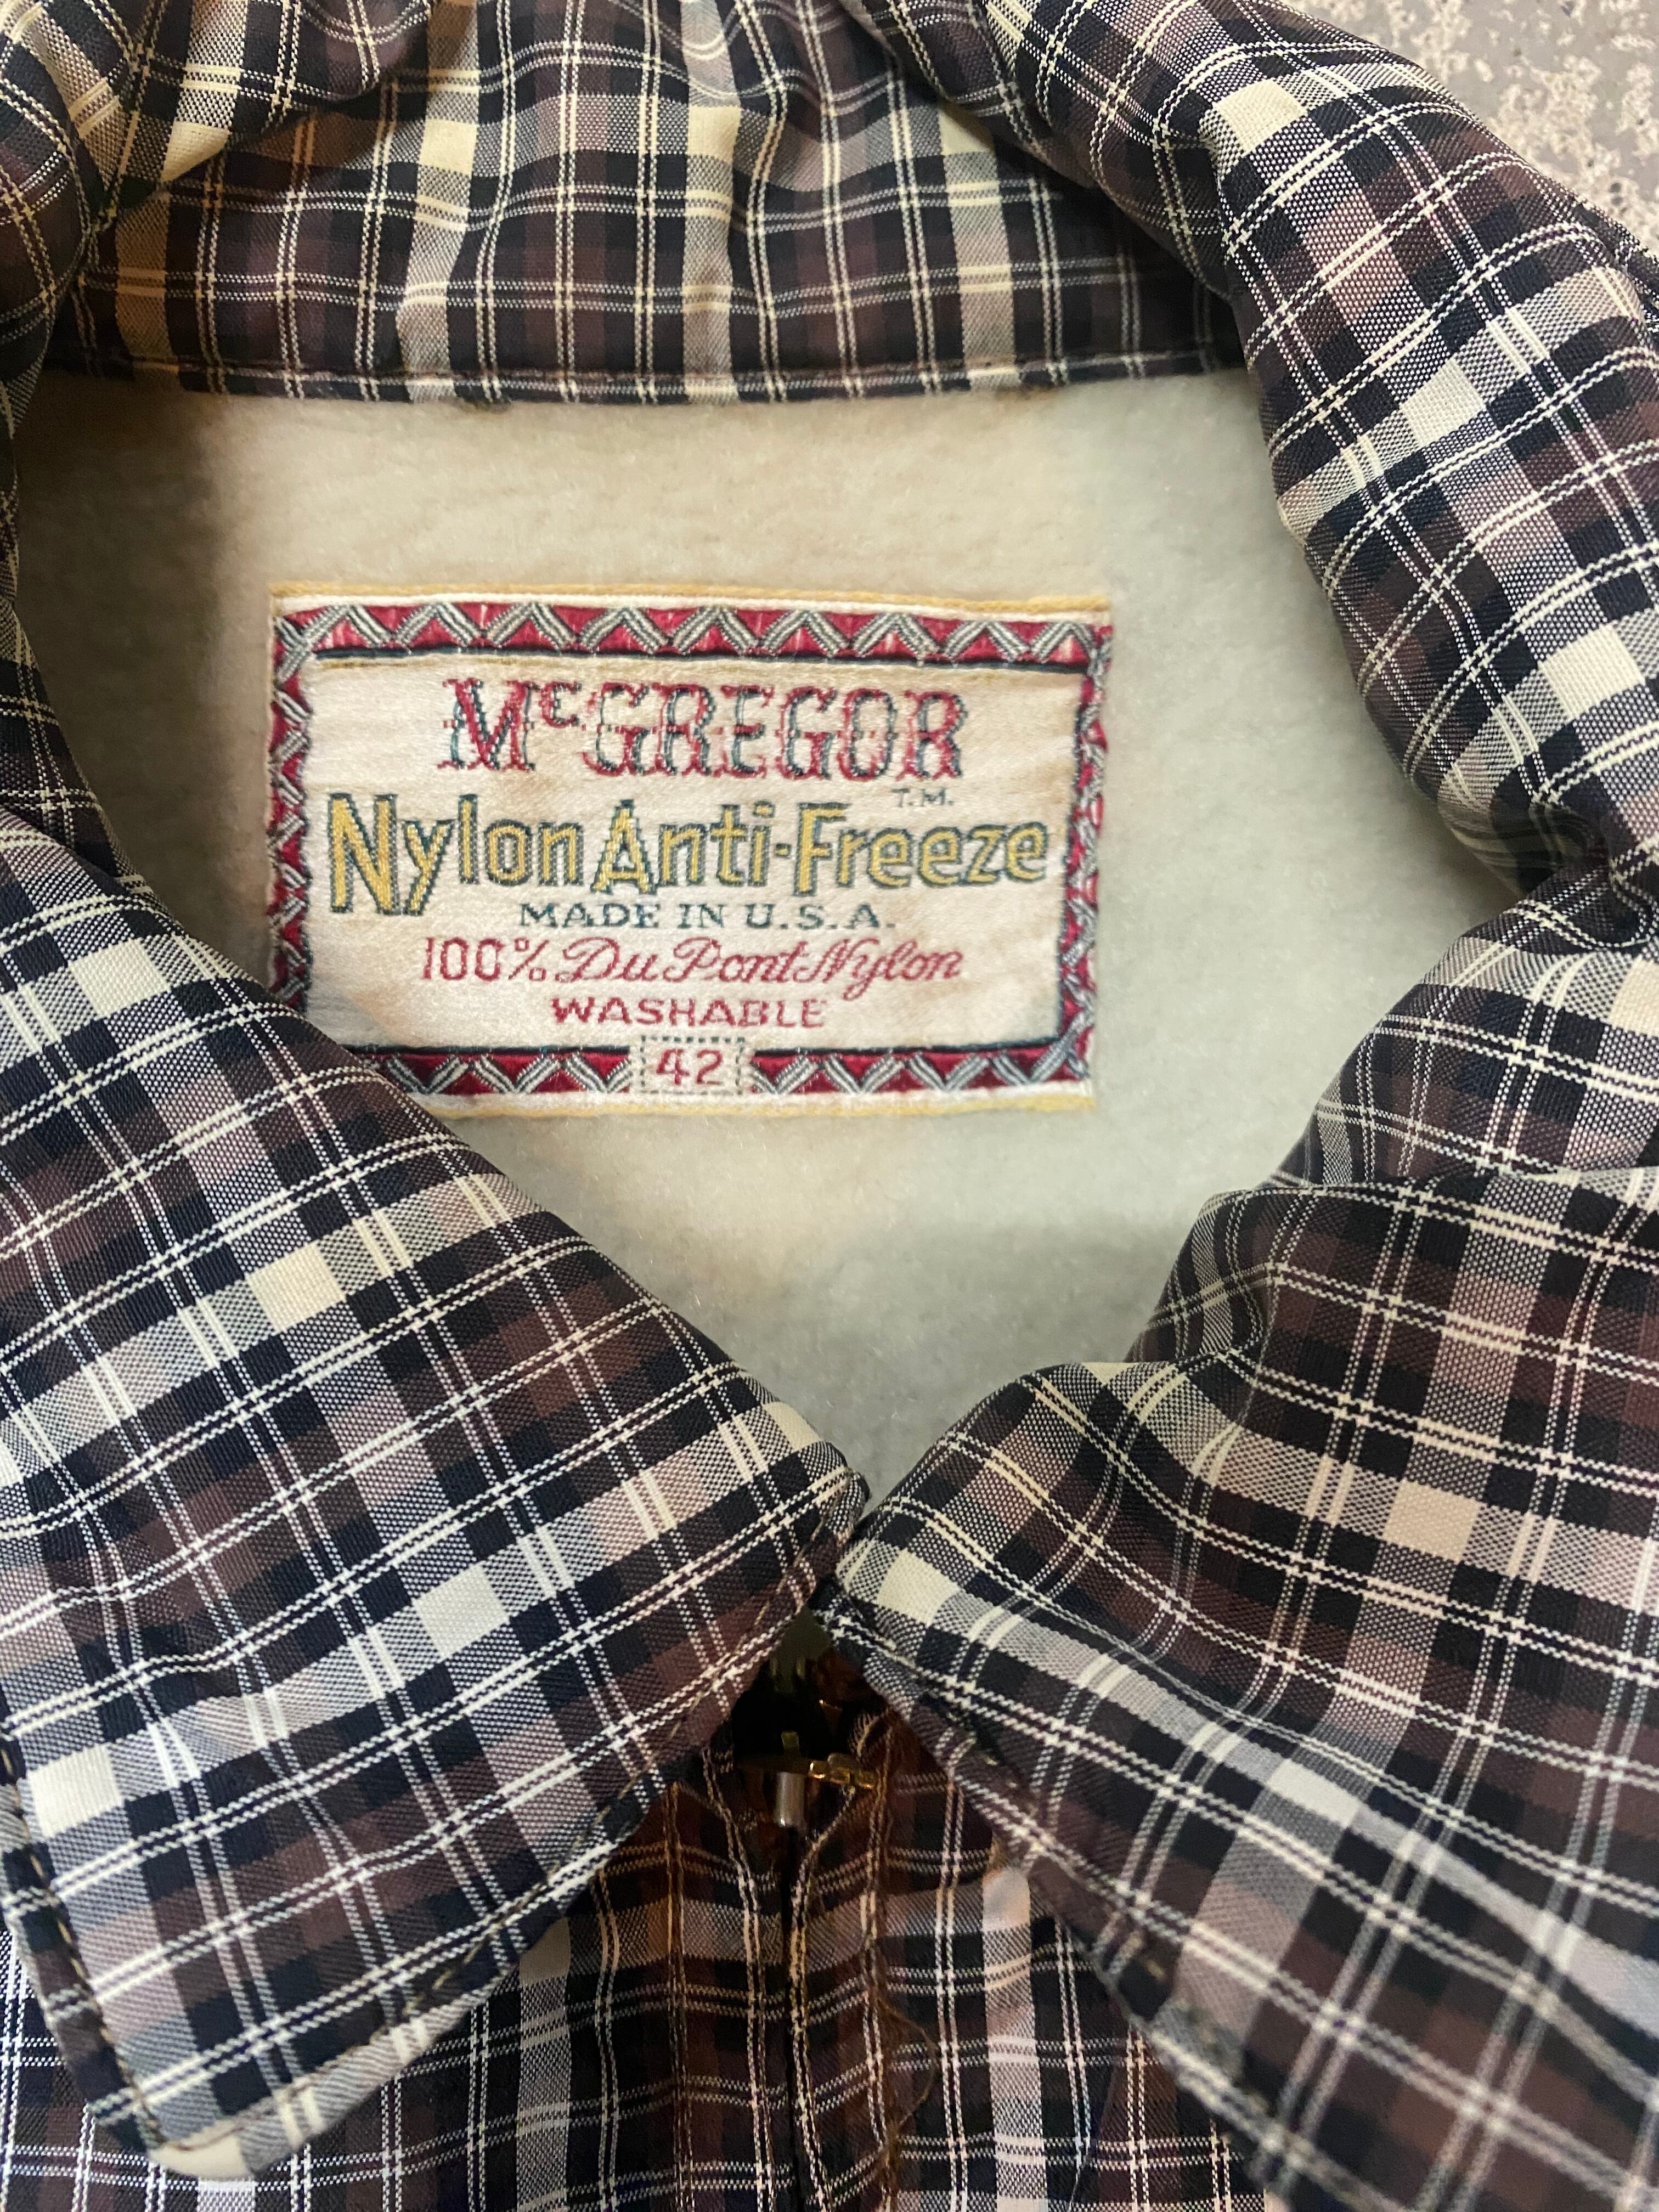 McGREGOR
T.M.
Nylon Anti-Freeze
MADE IN U.S.A.
100% Du Pont Nylon
WASHABLE
42